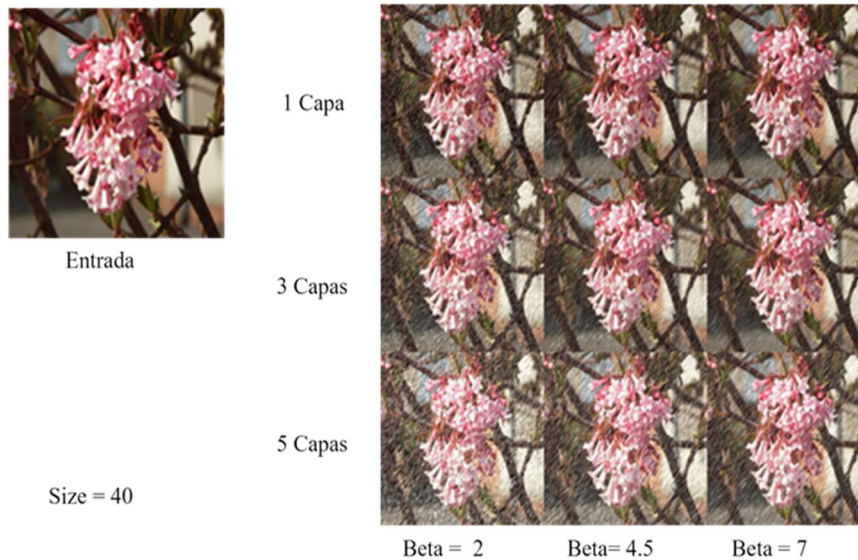 1 Capa
Entrada
3 Capas
5 Capas
Size = 40
Beta = 2
Beta= 4.5
Beta = 7